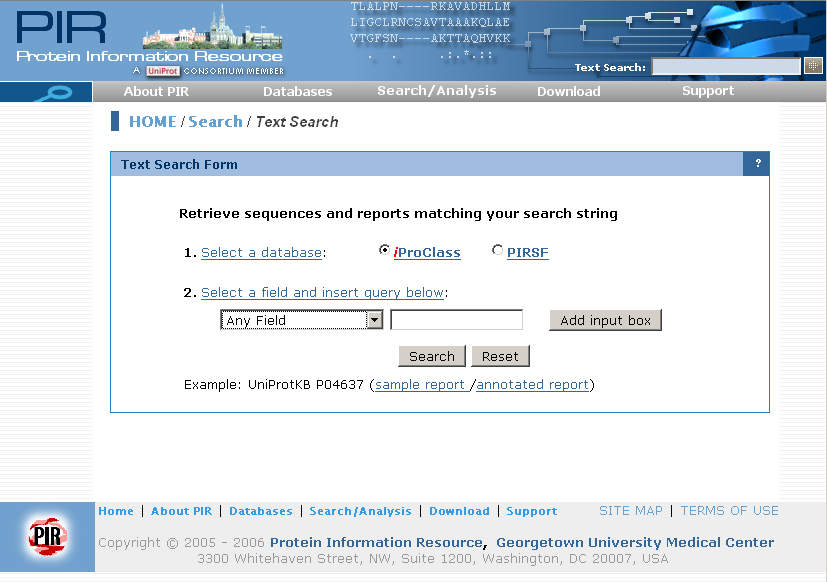 PIR
Protein Information Resource
A UniProt CONSORTIUM MEMBER
TLALPN----RKAVADHLLM
LIGCLRNCSAVTAAAKQLAE
VTGFSN----AKTTAQHVKK
. . .:.*.::
Text Search:
About PIR Databases Search/Analysis Download Support
HOME / Search / Text Search
Text Search Form ?
Retrieve sequences and reports matching your search string
1. Select a database: iProClass PIRSF
2. Select a field and insert query below:
Any Field Add input box
Search Reset
Example: UniProtKB P04637 (sample report /annotated report)
PIR
Home | About PIR | Databases | Search/Analysis | Download | Support SITE MAP | TERMS OF USE
Copyright © 2005 - 2006 Protein Information Resource, Georgetown University Medical Center
3300 Whitehaven Street, NW, Suite 1200, Washington, DC 20007, USA